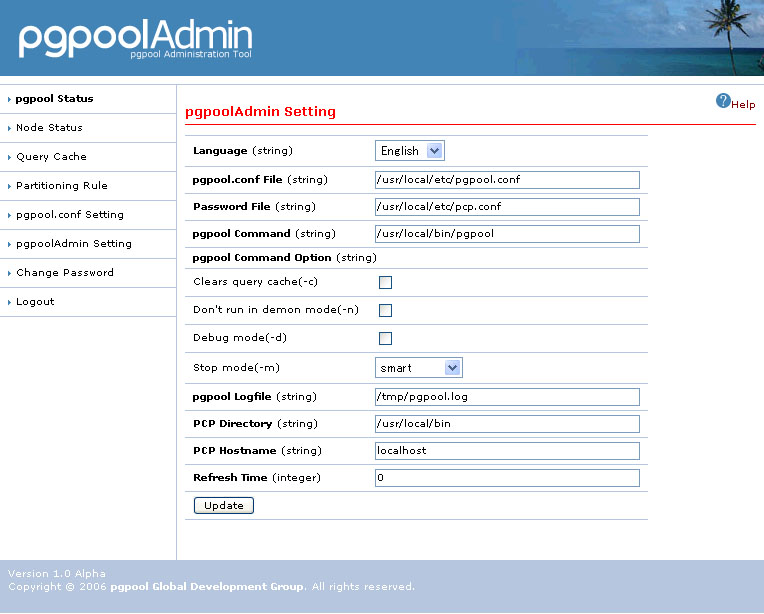 pgpoolAdmin
pgpool Administration Tool
pgpool Status
Node Status
Query Cache
Partitioning Rule
pgpool.conf Setting
pgpoolAdmin Setting
Change Password
Logout
? Help
pgpoolAdmin Setting
Language (string) English
pgpool.conf File (string) /usr/local/etc/pgpool.conf
Password File (string) /usr/local/etc/pcp.conf
pgpool Command (string) /usr/local/bin/pgpool
pgpool Command Option (string)
Clears query cache(-c)
Don't run in demon mode(-n)
Debug mode(-d)
Stop mode(-m) smart
pgpool Logfile (string) /tmp/pgpool.log
PCP Directory (string) /usr/local/bin
PCP Hostname (string) localhost
Refresh Time (integer) 0
Update
Version 1.0 Alpha
Copyright © 2006 pgpool Global Development Group. All rights reserved.